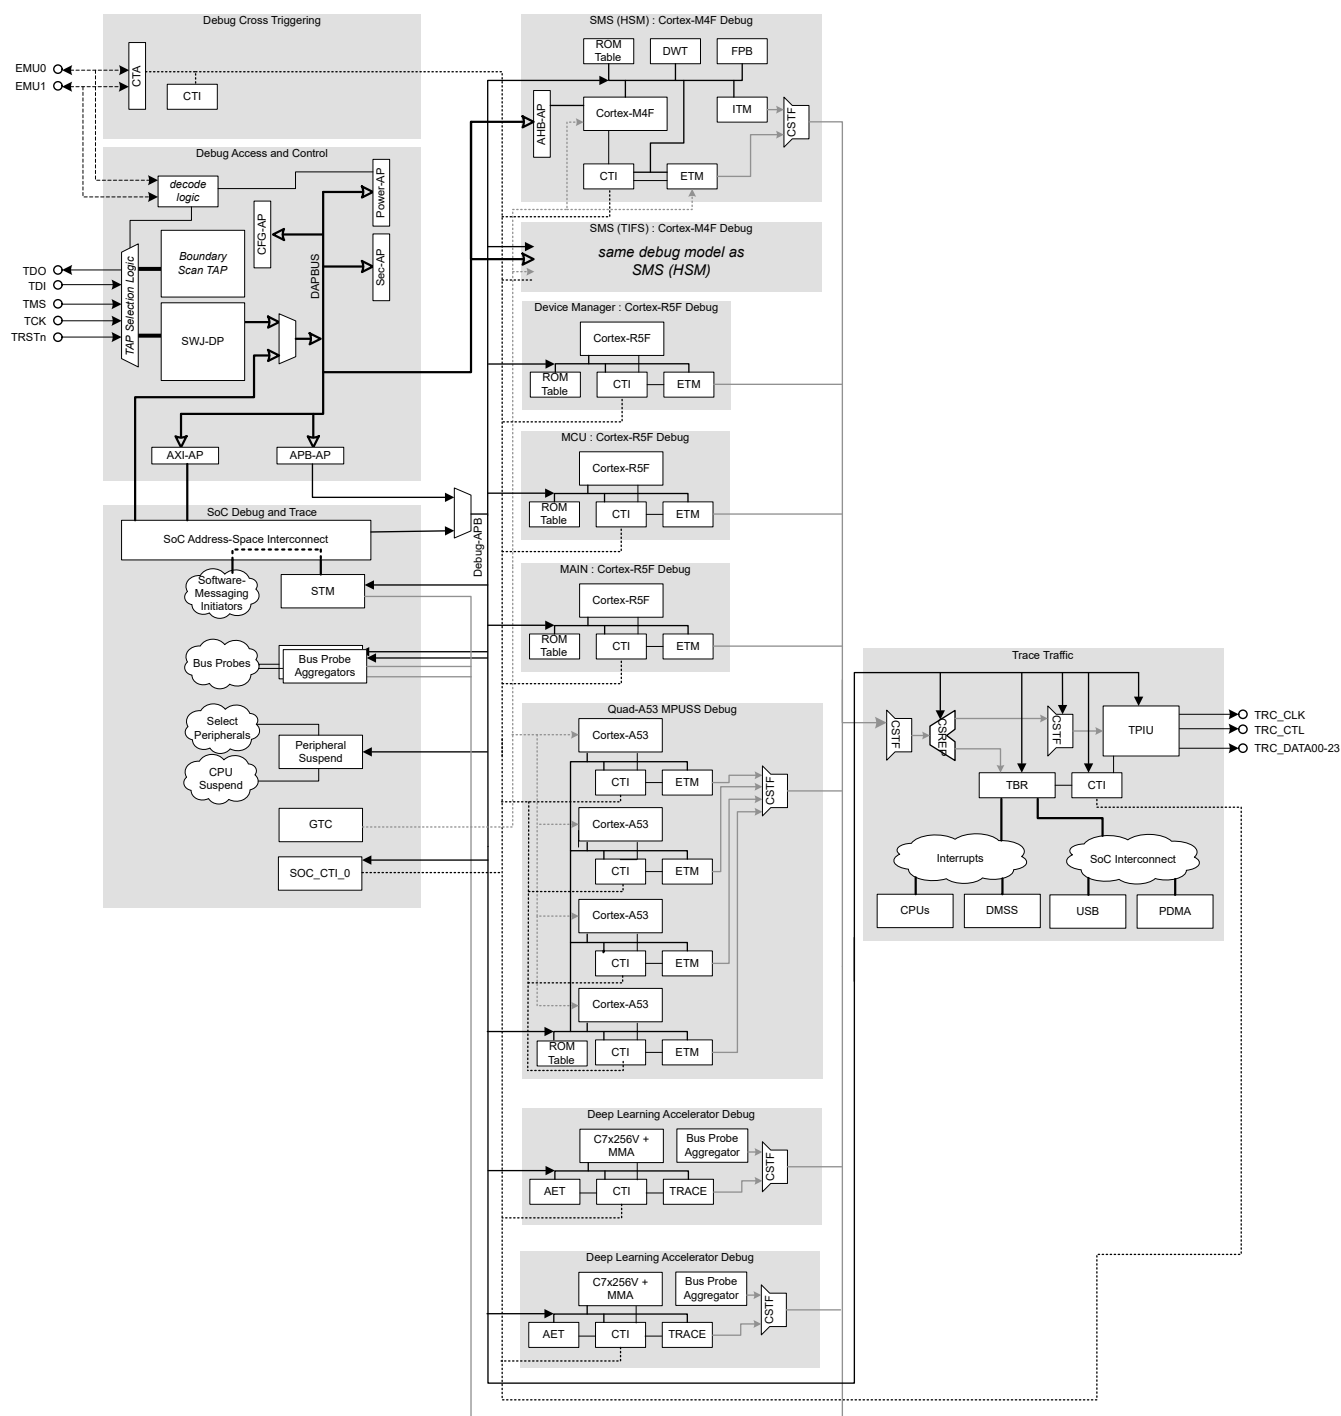 Debug Cross Triggering
EMU0
EMU1
CTA
CTI
Debug Access and Control
decode
logic
Power-AP
CFG-AP
Sec-AP
DAPBUS
Boundary
Scan TAP
TAP Selection Logic
SWJ-DP
TDO
TDI
TMS
TCK
TRSTn
AXI-AP
APB-AP
SoC Debug and Trace
SoC Address-Space Interconnect
Debug-APB
Software-
Messaging
Initiators
STM
Bus Probes
Bus Probe
Aggregators
Select
Peripherals
Peripheral
Suspend
CPU
Suspend
GTC
SOC_CTI_0
SMS (HSM) : Cortex-M4F Debug
ROM
Table
DWT
FPB
AHB-AP
Cortex-M4F
ITM
CSTF
CTI
ETM
SMS (TIFS) : Cortex-M4F Debug
same debug model as
SMS (HSM)
Device Manager : Cortex-R5F Debug
Cortex-R5F
ROM
Table
CTI
ETM
MCU : Cortex-R5F Debug
Cortex-R5F
ROM
Table
CTI
ETM
MAIN : Cortex-R5F Debug
Cortex-R5F
ROM
Table
CTI
ETM
Quad-A53 MPUSS Debug
Cortex-A53
CTI
ETM
CSTF
Cortex-A53
CTI
ETM
Cortex-A53
CTI
ETM
Cortex-A53
ROM
Table
CTI
ETM
Deep Learning Accelerator Debug
C7x256V +
MMA
Bus Probe
Aggregator
CSTF
AET
CTI
TRACE
Deep Learning Accelerator Debug
C7x256V +
MMA
Bus Probe
Aggregator
CSTF
AET
CTI
TRACE
Trace Traffic
CSTF
CSREP
CSTF
TPIU
TRC_CLK
TRC_CTL
TRC_DATA00-23
TBR
CTI
Interrupts
SoC Interconnect
CPUs
DMSS
USB
PDMA